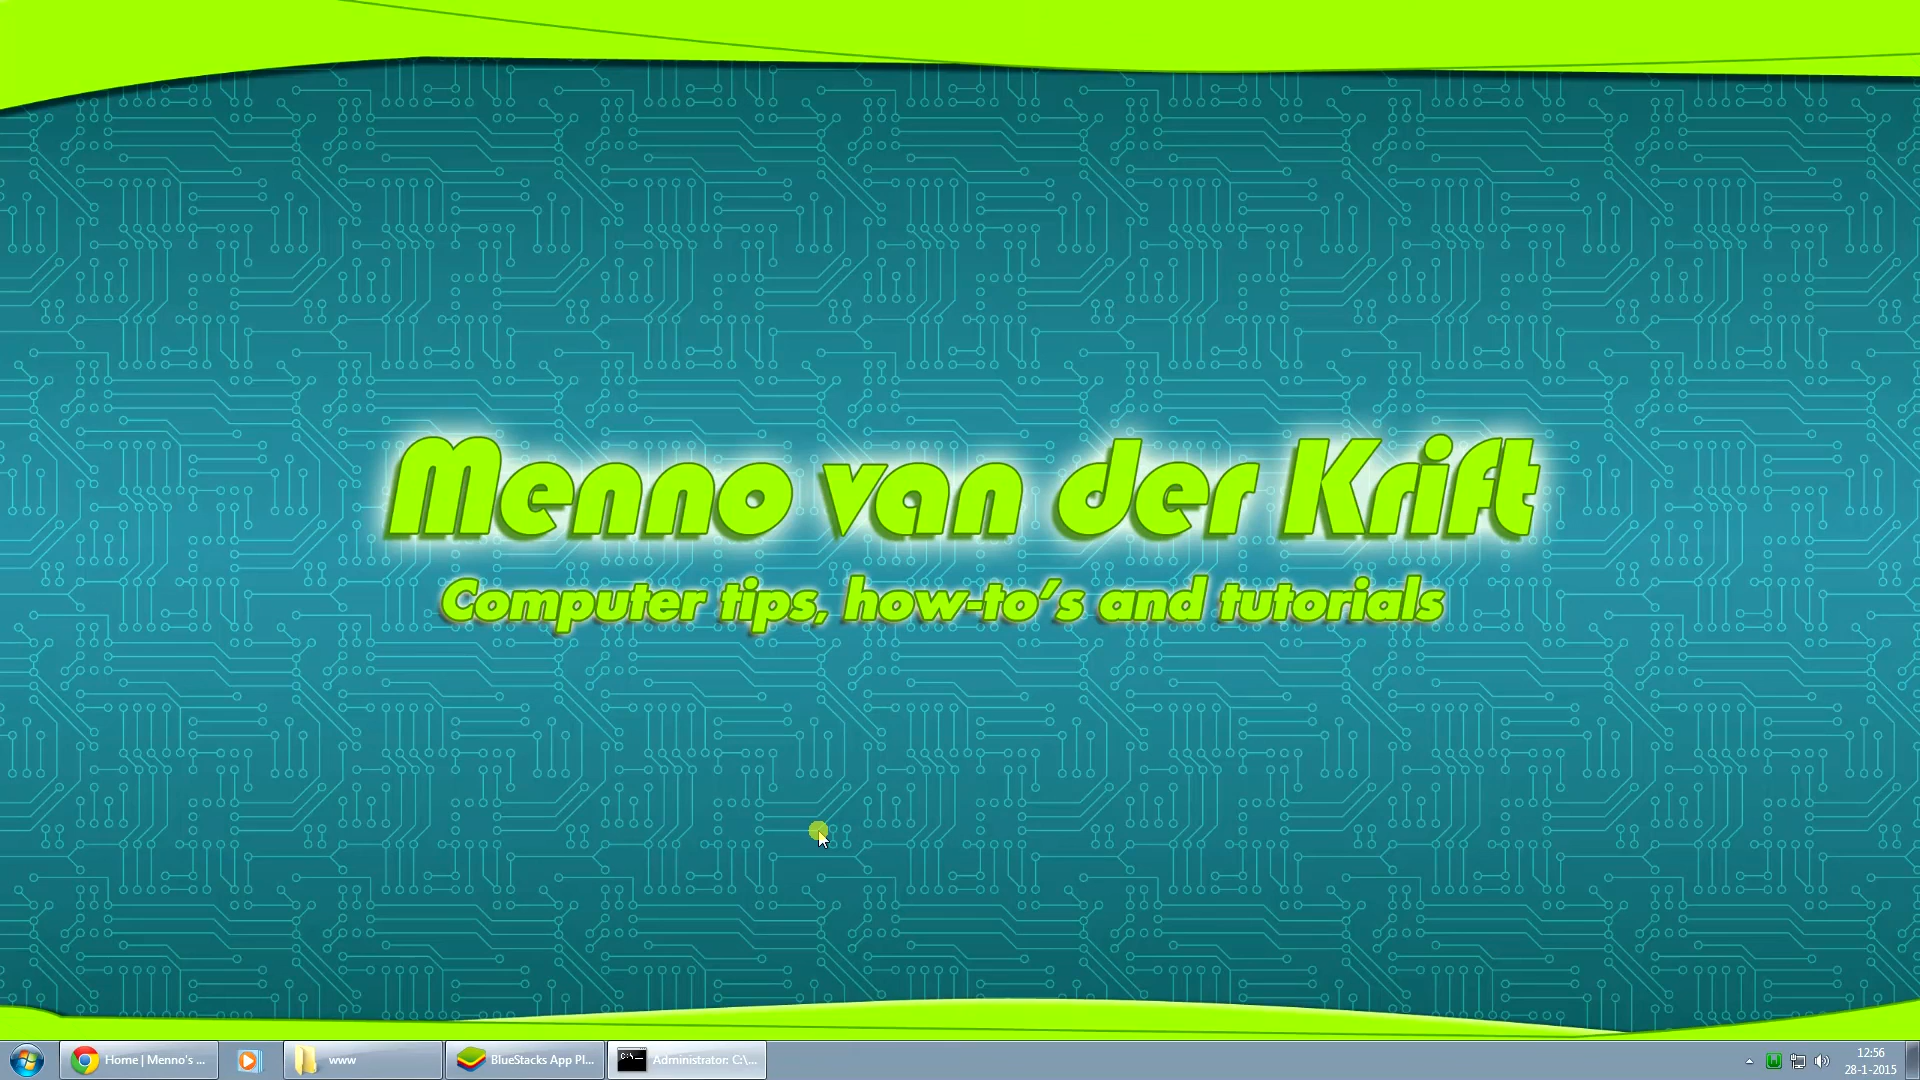 Menno van der Krift
Computer tips, how-to's and tutorials
Home | Menno's ...
www
BlueStacks App Pl...
Administrator: C:\...
12:56
28-1-2015